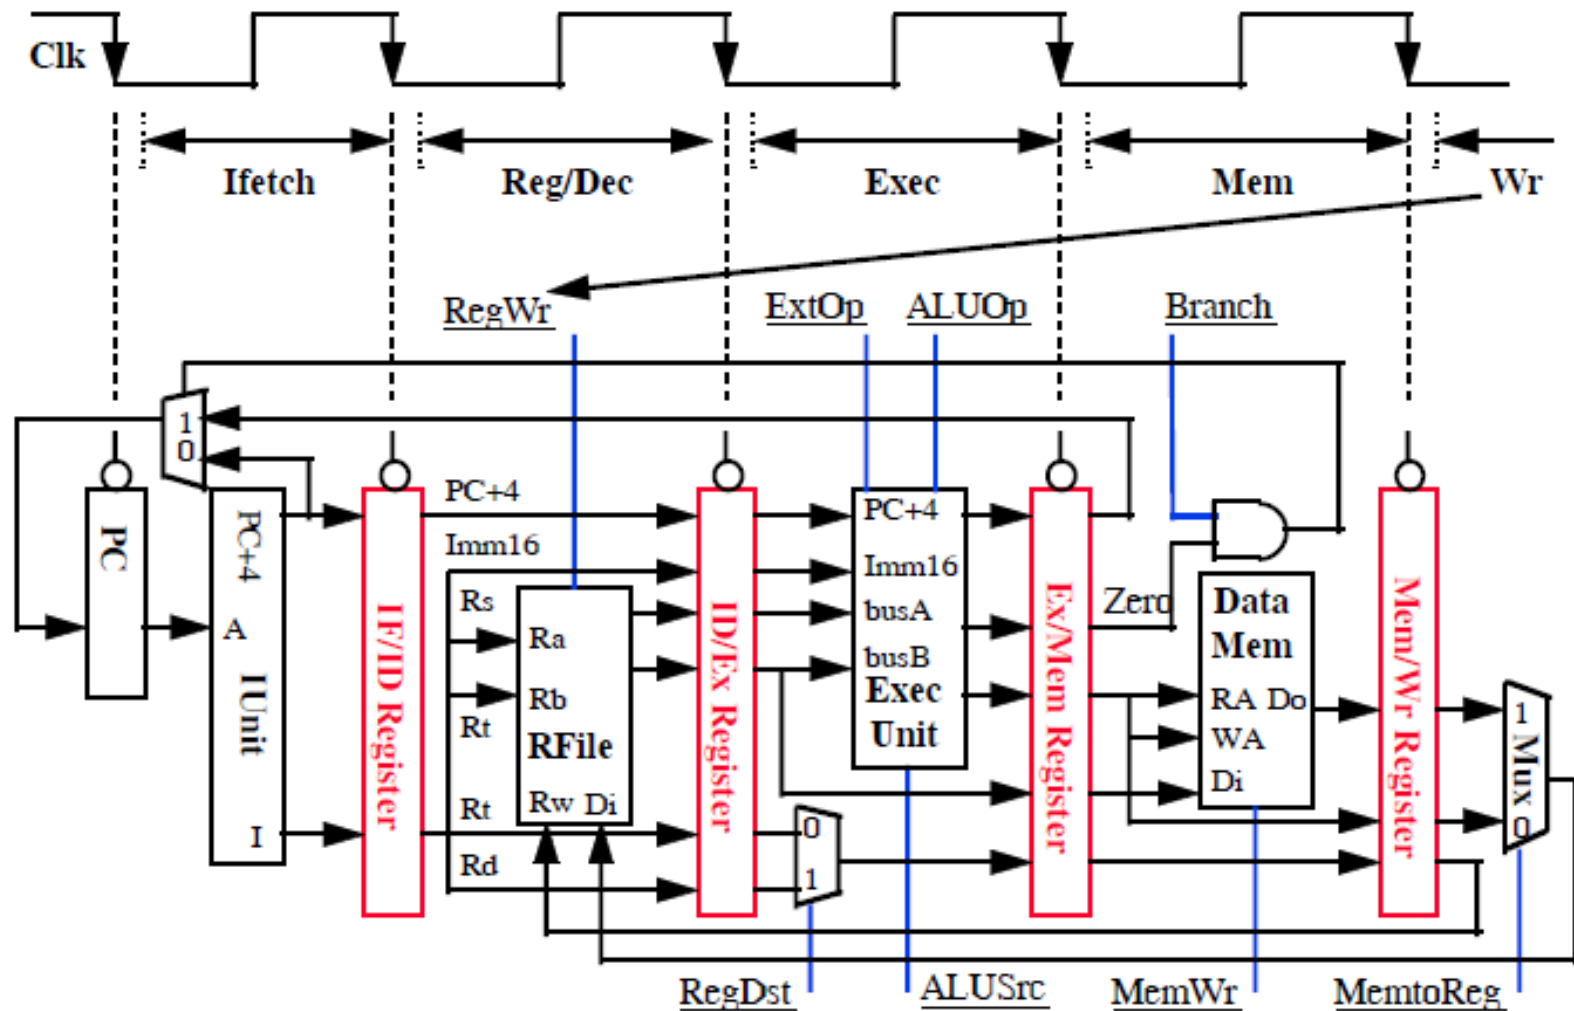 Clk
Ifetch
Reg/Dec
Exec
Mem
Wr
RegWr
ExtOp
ALUOp
Branch
1
0
PC
PC+4
A
IUnit
I
IF/ID Register
PC+4
Imm16
Rs
Rt
Rt
Rd
Ra
Rb
RFile
Rw Di
ID/Ex Register
0
1
PC+4
Imm16
busA
busB
Exec
Unit
Ex/Mem Register
Zero
Data
Mem
RA Do
WA
Di
Mem/Wr Register
1
Mux
0
RegDst
ALUSrc
MemWr
MemtoReg